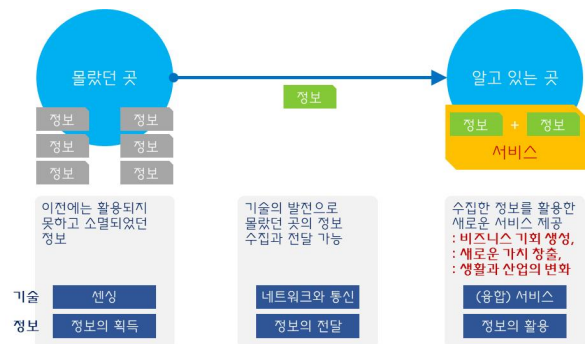 몰랐던 곳
알고 있는 곳
정보
정보 정보
정보 정보
정보 정보
정보 + 정보
서비스
이전에는 활용되지
못하고 소멸되었던
정보
기술의 발전으로
몰랐던 곳의 정보
수집과 전달 가능
수집한 정보를 활용한
새로운 서비스 제공
: 비즈니스 기회 생성,
: 새로운 가치 창출,
: 생활과 산업의 변화
기술 센싱 네트워크와 통신 (융합) 서비스
정보 정보의 획득 정보의 전달 정보의 활용